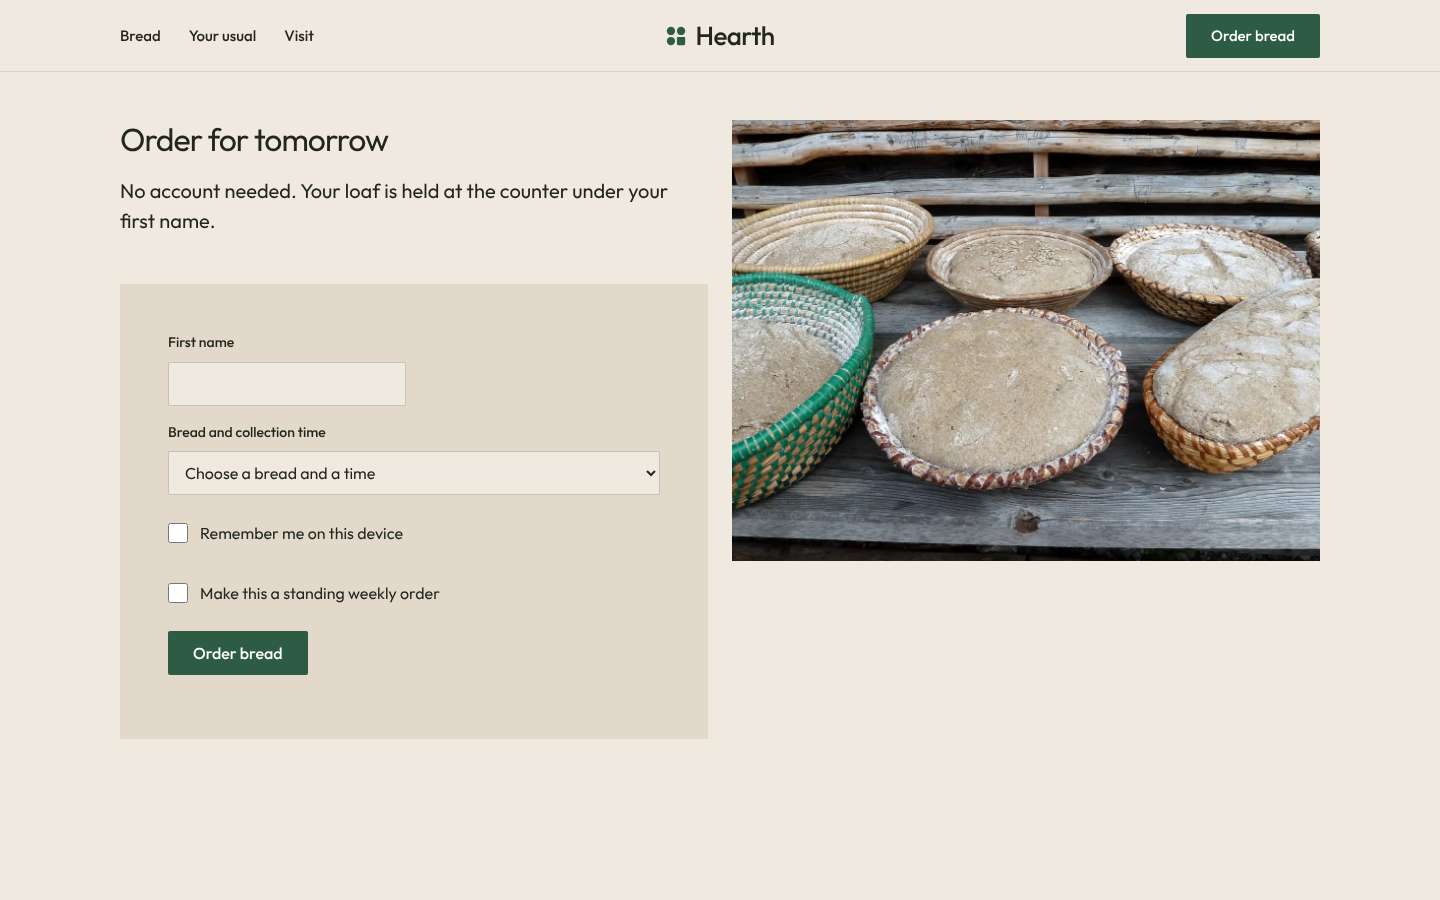 Bread
Your usual
Visit
Hearth
Order bread
Order for tomorrow
No account needed. Your loaf is held at the counter under your
first name.
First name
Bread and collection time
Choose a bread and a time
Remember me on this device
Make this a standing weekly order
Order bread